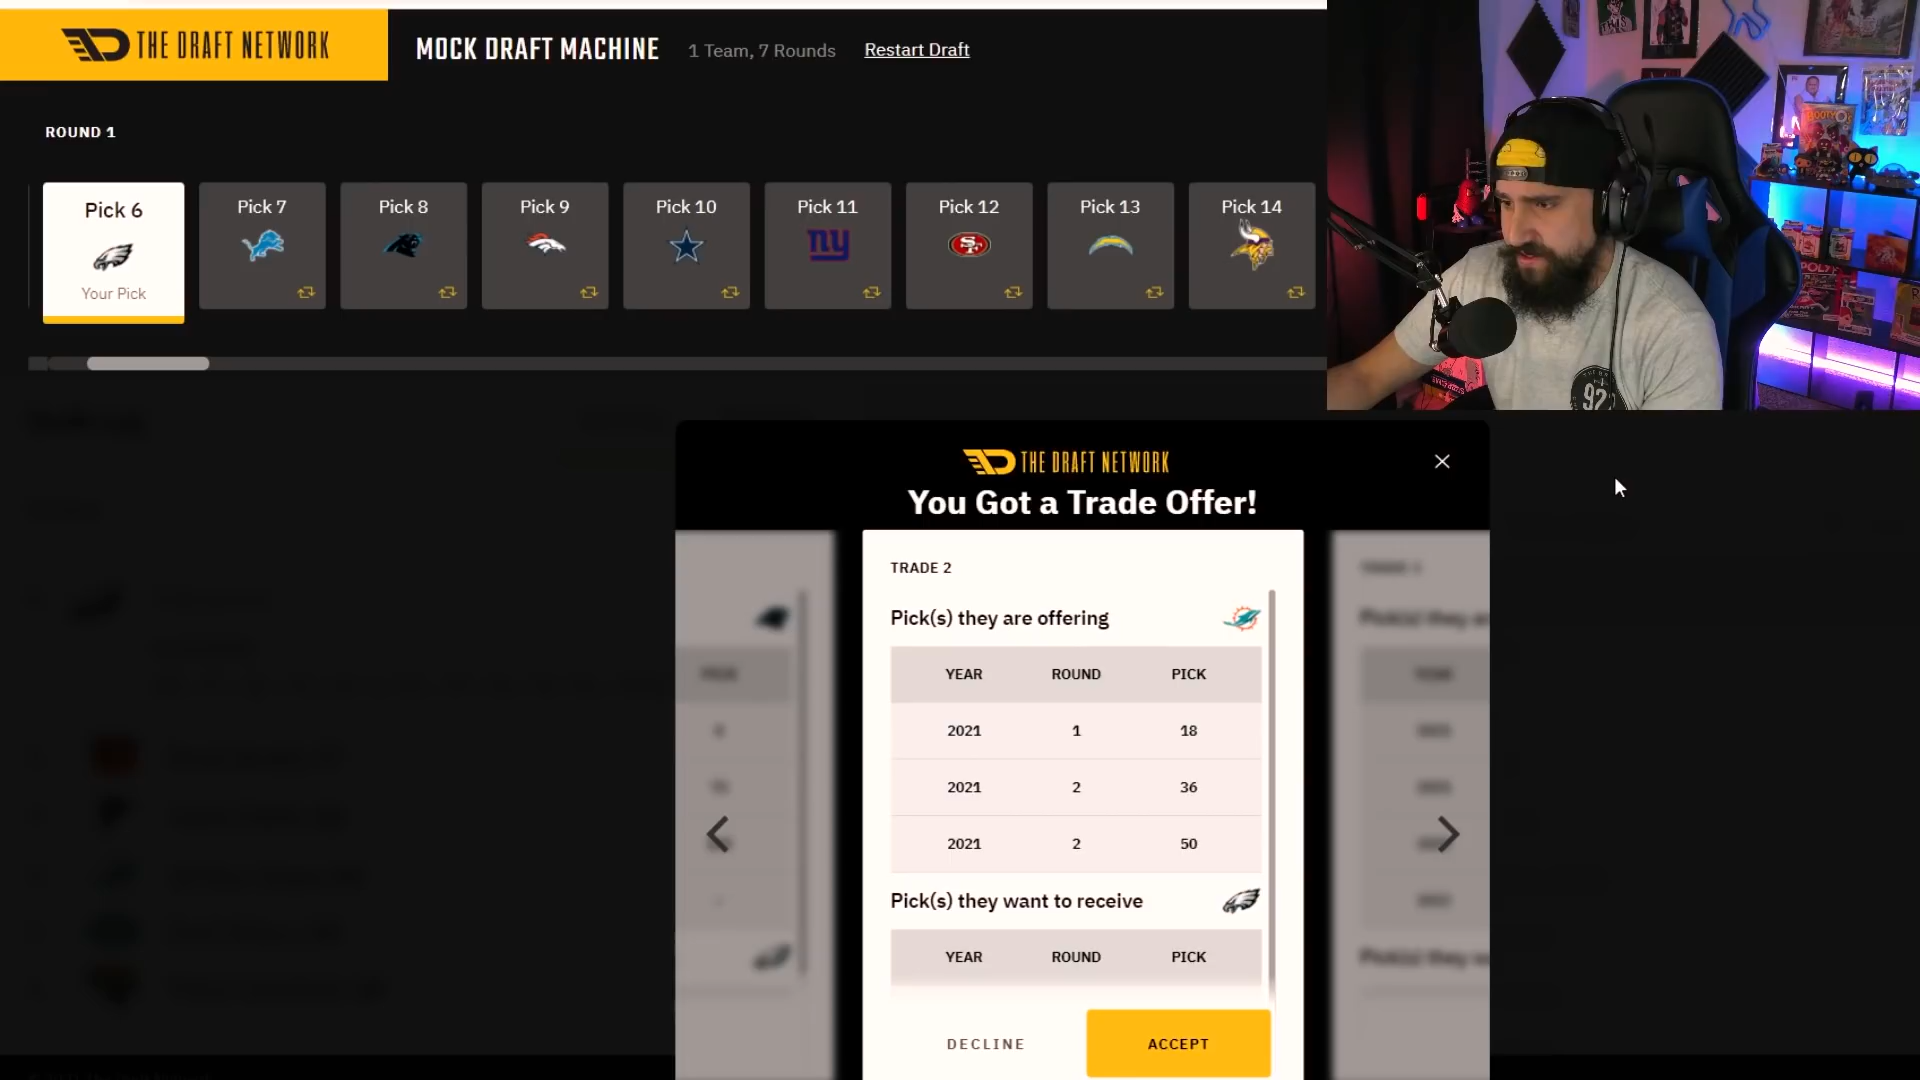 THE DRAFT NETWORK
MOCK DRAFT MACHINE 1 Team, 7 Rounds Restart Draft
ROUND 1
Pick 6 Pick 7 Pick 8 Pick 9 Pick 10 Pick 11 Pick 12 Pick 13 Pick 14
ny SF
Your Pick
92
THE DRAFT NETWORK
You Got a Trade Offer!
TRADE 2
Pick(s) they are offering
YEAR ROUND PICK
2021 1 18
2021 2 36
2021 2 50
Pick(s) they want to receive
YEAR ROUND PICK
DECLINE ACCEPT